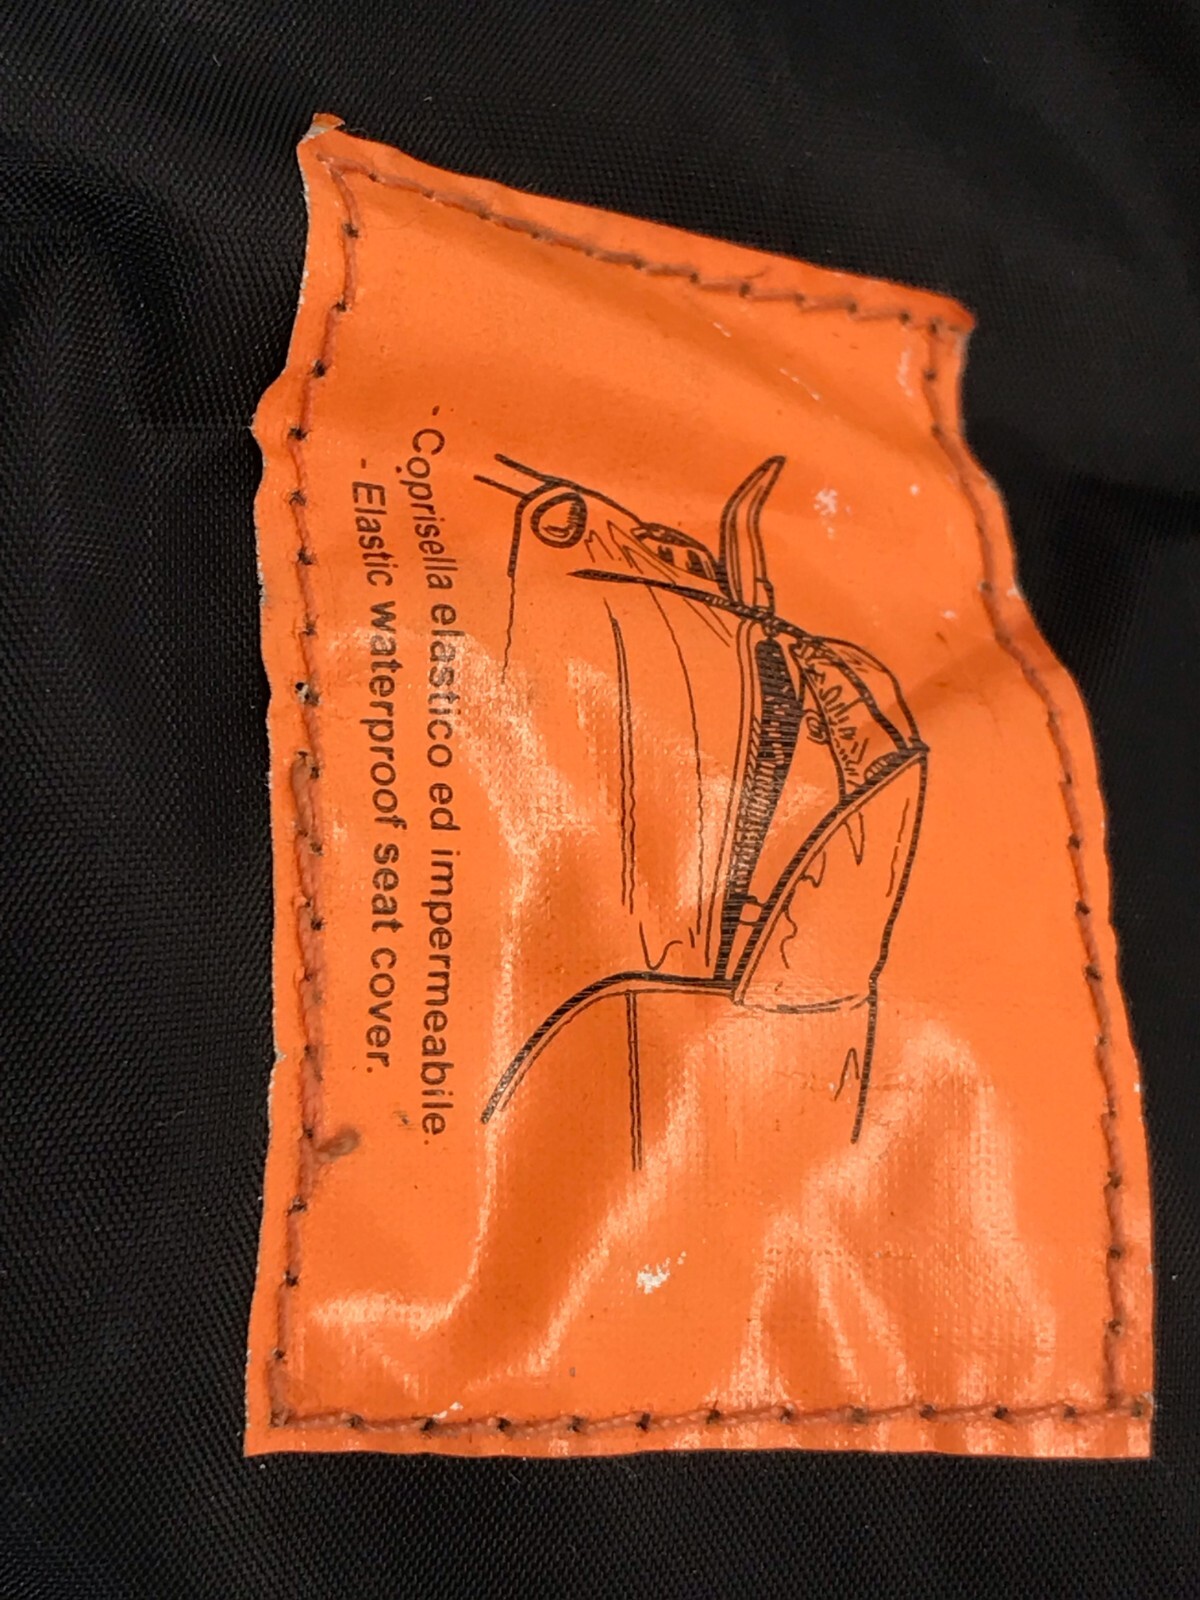 - Coprisella elastico ed impermeabile.
- Elastic waterproof seat cover.